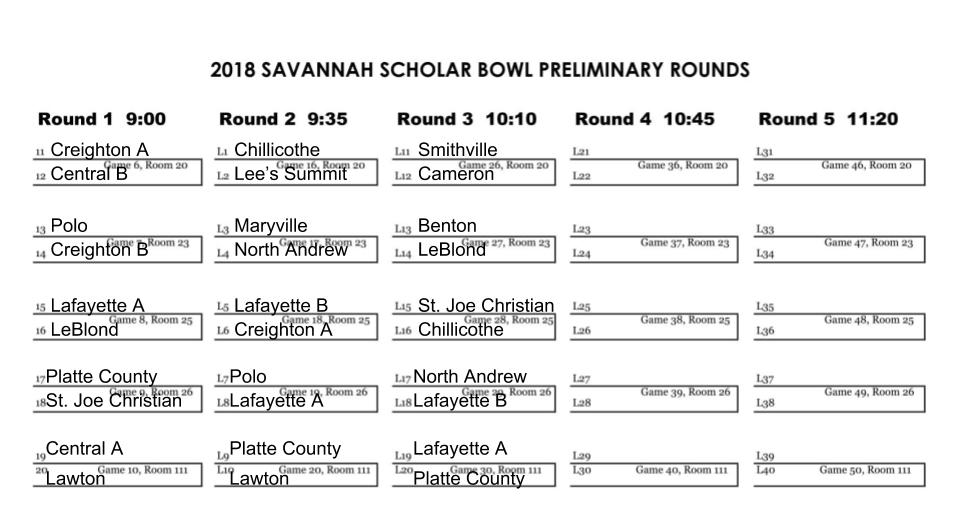 2018 SAVANNAH SCHOLAR BOWL PRELIMINARY ROUNDS
Round 1 9:00
11 Creighton A
Game 6, Room 20
12 Central B
13 Polo
Game 7, Room 23
14 Creighton B
15 Lafayette A
Game 8, Room 25
16 LeBlond
17 Platte County
Game 9, Room 26
18 St. Joe Christian
19 Central A
Game 10, Room 111
20 Lawton
Round 2 9:35
L1 Chillicothe
Game 16, Room 20
L2 Lee's Summit
L3 Maryville
Game 17, Room 23
L4 North Andrew
L5 Lafayette B
Game 18, Room 25
L6 Creighton A
L7 Polo
Game 19, Room 26
L8 Lafayette A
L9 Platte County
Game 20, Room 111
L10 Lawton
Round 3 10:10
L11 Smithville
Game 26, Room 20
L12 Cameron
L13 Benton
Game 27, Room 23
L14 LeBlond
L15 St. Joe Christian
Game 28, Room 25
L16 Chillicothe
L17 North Andrew
Game 29, Room 26
L18 Lafayette B
L19 Lafayette A
Game 30, Room 111
L20 Platte County
Round 4 10:45
L21
Game 36, Room 20
L22
L23
Game 37, Room 23
L24
L25
Game 38, Room 25
L26
L27
Game 39, Room 26
L28
L29
Game 40, Room 111
L30
Round 5 11:20
L31
Game 46, Room 20
L32
L33
Game 47, Room 23
L34
L35
Game 48, Room 25
L36
L37
Game 49, Room 26
L38
L39
Game 50, Room 111
L40